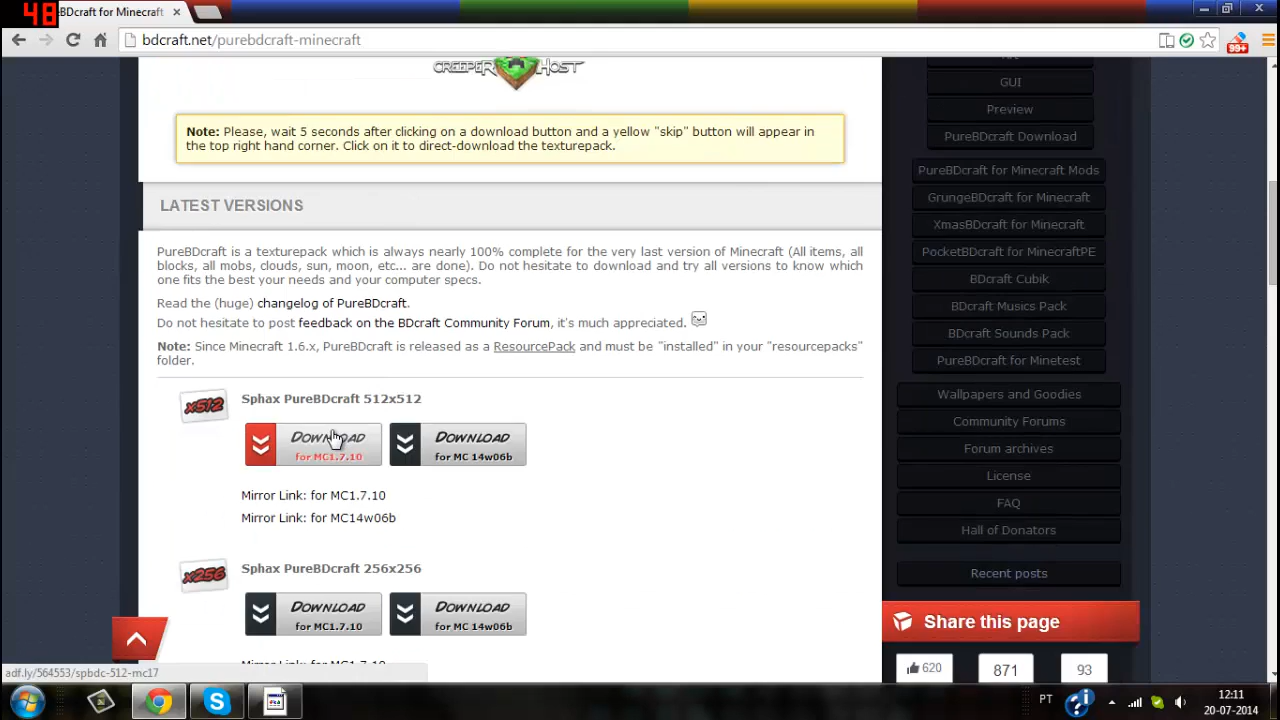 48
BDcraft for Minecraft
bdcraft.net/purebdcraft-minecraft
99+
CREEPER HOST
Note: Please, wait 5 seconds after clicking on a download button and a yellow "skip" button will appear in
the top right hand corner. Click on it to direct-download the texturepack.
LATEST VERSIONS
PureBDcraft is a texturepack which is always nearly 100% complete for the very last version of Minecraft (All items, all
blocks, all mobs, clouds, sun, moon, etc... are done). Do not hesitate to download and try all versions to know which
one fits the best your needs and your computer specs.
Read the (huge) changelog of PureBDcraft.
Do not hesitate to post feedback on the BDcraft Community Forum, it's much appreciated.
Note: Since Minecraft 1.6.x, PureBDcraft is released as a ResourcePack and must be "installed" in your "resourcepacks"
folder.
x512
Sphax PureBDcraft 512x512
DOWNLOAD
for MC1.7.10
DOWNLOAD
for MC 14w06b
Mirror Link: for MC1.7.10
Mirror Link: for MC14w06b
x256
Sphax PureBDcraft 256x256
DOWNLOAD
for MC1.7.10
DOWNLOAD
for MC 14w06b
Mirror Link: for MC1.7.10
GUI
Preview
PureBDcraft Download
PureBDcraft for Minecraft Mods
GrungeBDcraft for Minecraft
XmasBDcraft for Minecraft
PocketBDcraft for MinecraftPE
BDcraft Cubik
BDcraft Musics Pack
BDcraft Sounds Pack
PureBDcraft for Minetest
Wallpapers and Goodies
Community Forums
Forum archives
License
FAQ
Hall of Donators
Recent posts
Share this page
620
871
93
adf.ly/564553/spbdc-512-mc17
PT
12:11
20-07-2014